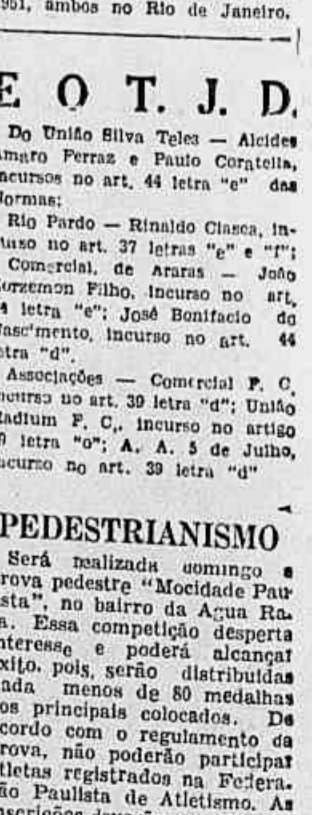 951, ambos no Rio de Janeiro.
E O T. J. D.
Do União Silva Teles — Alcides
Amaro Ferraz e Paulo Coratella,
incursos no art. 44 letra "e" das
Normas;
Rio Pardo — Rinaldo Ciasca, in-
curso no art. 37 letras "e" e "f";
Comercial, de Araras — João
Filho, incurso no art.
4 letra "e"; José Bonifacio do
Nascimento, incurso no art. 44
letra "d".
Associações — Comercial F. C.
incurso no art. 39 letra "d"; União
Radium F. C., incurso no artigo
9 letra "o"; A. A. 5 de Julho,
incurso no art. 39 letra "d"
PEDESTRIANISMO
Será realizada domingo a
prova pedestre "Mocidade Pau-
ista", no bairro da Agua Ra-
a. Essa competição desperta
interesse e poderá alcançar
exito, pois, serão distribuidas
nada menos de 80 medalhas
aos principais colocados. De
acordo com o regulamento da
prova, não poderão participar
atletas registrados na Federa.
ção Paulista de Atletismo. As
inscrições